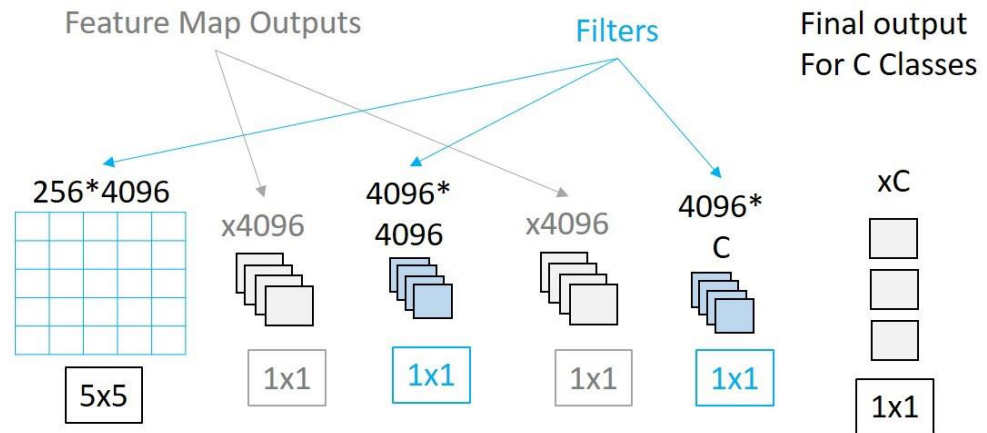 Feature Map Outputs
Filters
Final output
For C Classes
256*4096
x4096
4096*
4096
x4096
4096*
C
xC
5x5
1x1
1x1
1x1
1x1
1x1